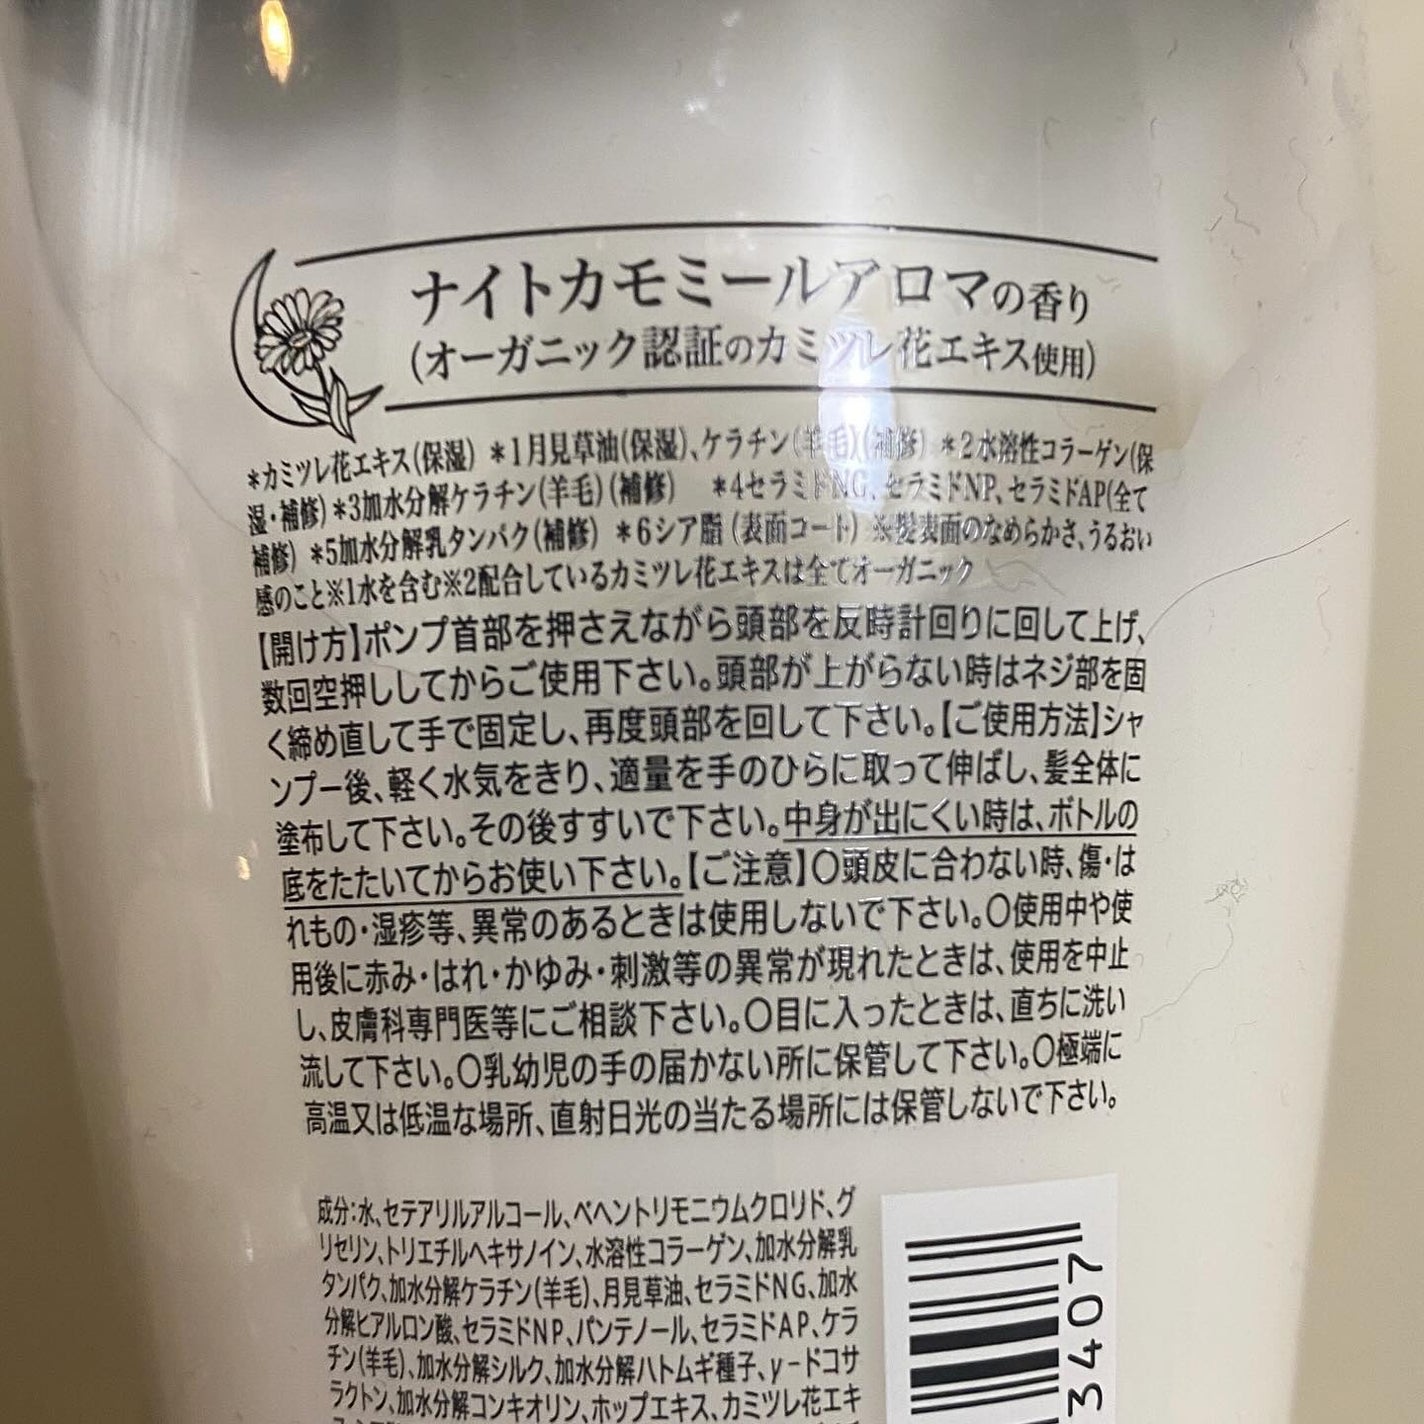 ナイトカモミールアロマの香り
(オーガニック認証のカミツレ花エキス使用)
*カミツレ花エキス(保湿) *1月見草油(保湿)、ケラチン(羊毛)(補修) *2水溶性コラーゲン(保
湿・補修)*3加水分解ケラチン(羊毛)(補修) *4セラミドNG、セラミドNP、セラミドAP(全て
補修) *5加水分解乳タンパク(補修) *6シア脂(表面コート) ※髪表面のなめらかさ、うるおい
感のこと※1水を含む※2配合しているカミツレ花エキスは全てオーガニック
【開け方】ポンプ首部を押さえながら頭部を反時計回りに回して上げ、
数回空押ししてからご使用下さい。頭部が上がらない時はネジ部を固
く締め直して手で固定し、再度頭部を回して下さい。【ご使用方法】シャ
ンプー後、軽く水気をきり、適量を手のひらに取って伸ばし、髪全体に
塗布して下さい。その後すすいで下さい。中身が出にくい時は、ボトルの
底をたたいてからお使い下さい。【ご注意】〇頭皮に合わない時、傷・は
れもの・湿疹等、異常のあるときは使用しないで下さい。〇使用中や使
用後に赤み・はれ・かゆみ・刺激等の異常が現れたときは、使用を中止
し、皮膚科専門医等にご相談下さい。〇目に入ったときは、直ちに洗い
流して下さい。〇乳幼児の手の届かない所に保管して下さい。〇極端に
高温又は低温な場所、直射日光の当たる場所には保管しないで下さい。
成分:水、セテアリルアルコール、ベヘントリモニウムクロリド、グ
リセリン、トリエチルヘキサノイン、水溶性コラーゲン、加水分解乳
タンパク、加水分解ケラチン(羊毛)、月見草油、セラミドNG、加水
分解ヒアルロン酸、セラミドNP、パンテノール、セラミドAP、ケラ
チン(羊毛)、加水分解シルク、加水分解ハトムギ種子、γ-ドコサ
ラクトン、加水分解コンキオリン、ホップエキス、カミツレ花エキ
3407